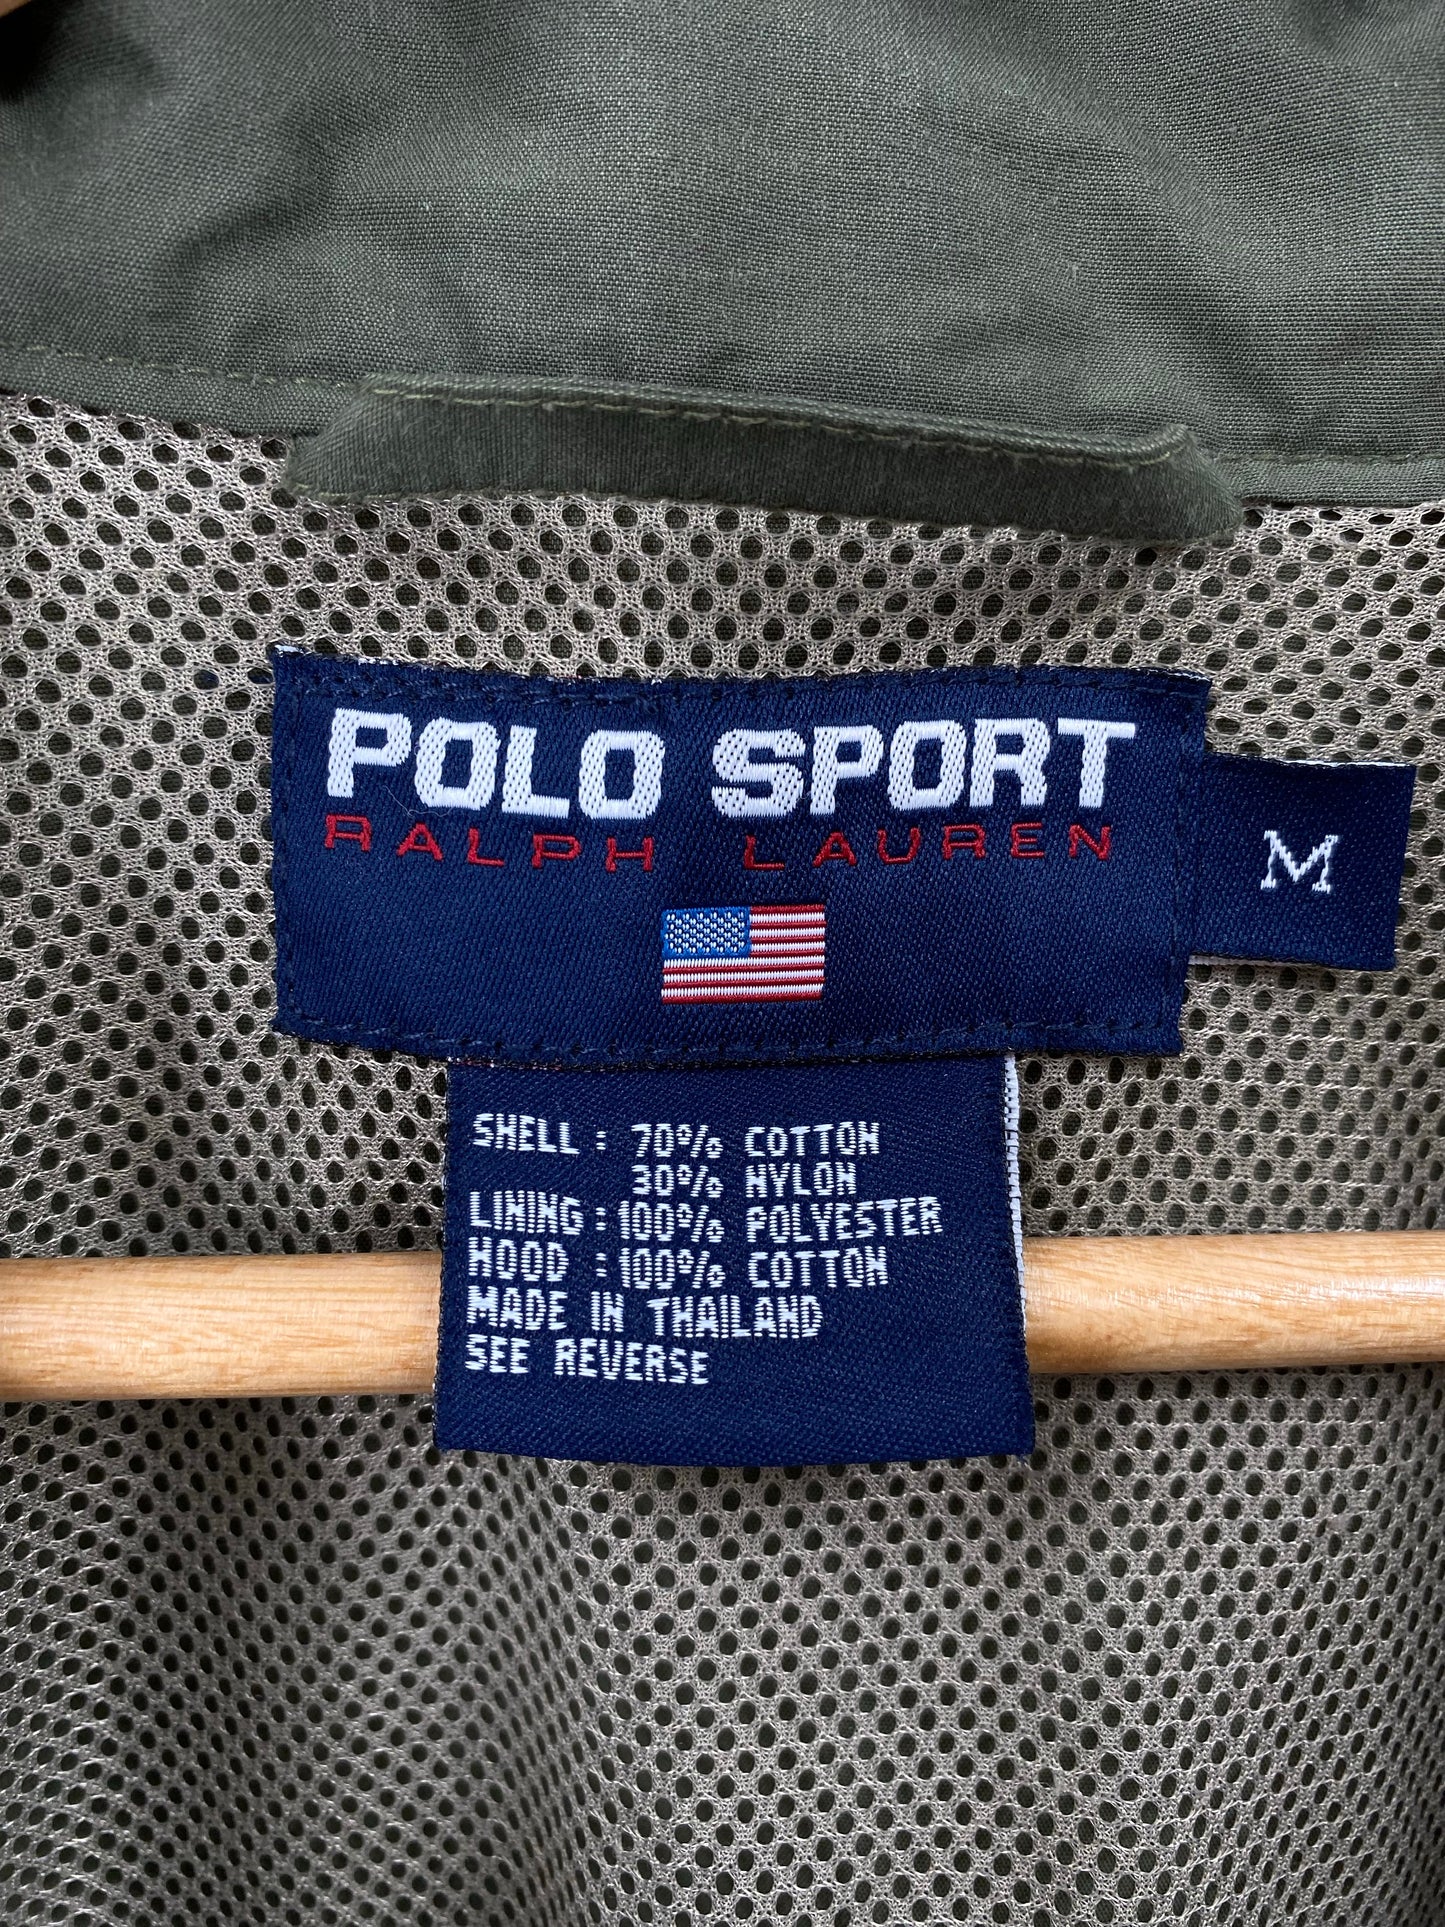 POLO SPORT
RALPH LAUREN
M
SHELL : 70% COTTON
30% NYLON
LINING : 100% POLYESTER
HOOD : 100% COTTON
MADE IN THAILAND
SEE REVERSE